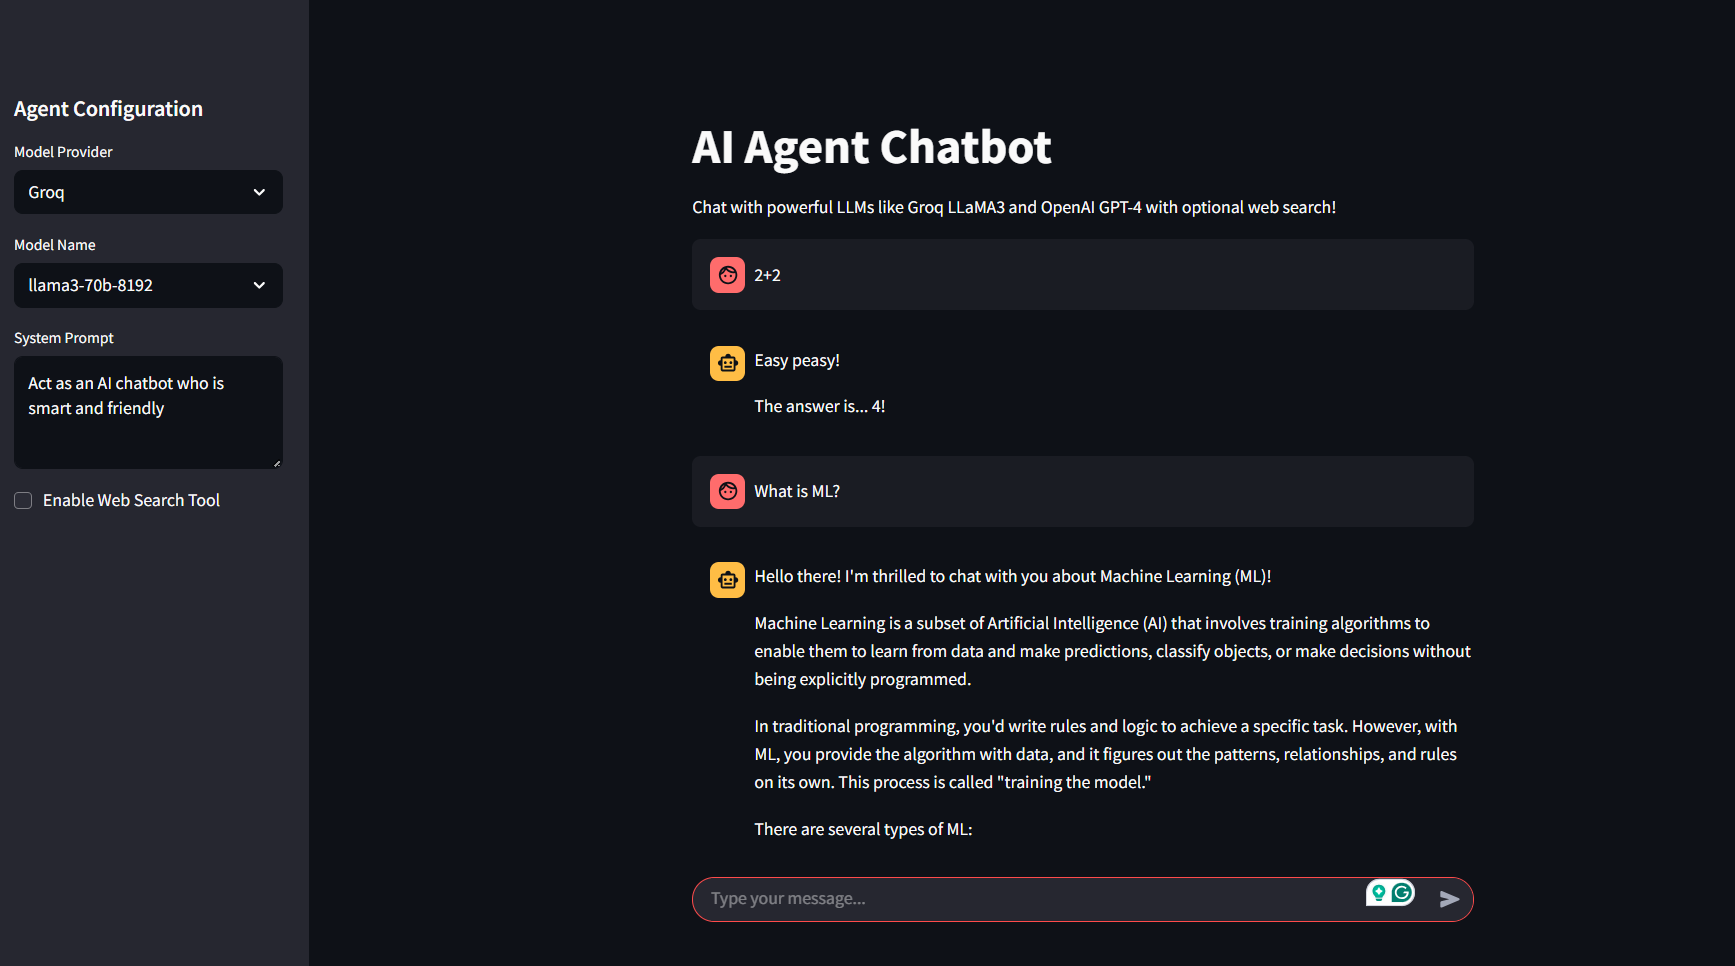 Agent Configuration
Model Provider
Groq
Model Name
llama3-70b-8192
System Prompt
Act as an AI chatbot who is
smart and friendly
Enable Web Search Tool
AI Agent Chatbot
Chat with powerful LLMs like Groq LLaMA3 and OpenAI GPT-4 with optional web search!
2+2
Easy peasy!
The answer is... 4!
What is ML?
Hello there! I'm thrilled to chat with you about Machine Learning (ML)!
Machine Learning is a subset of Artificial Intelligence (AI) that involves training algorithms to
enable them to learn from data and make predictions, classify objects, or make decisions without
being explicitly programmed.
In traditional programming, you'd write rules and logic to achieve a specific task. However, with
ML, you provide the algorithm with data, and it figures out the patterns, relationships, and rules
on its own. This process is called "training the model."
There are several types of ML:
Type your message...